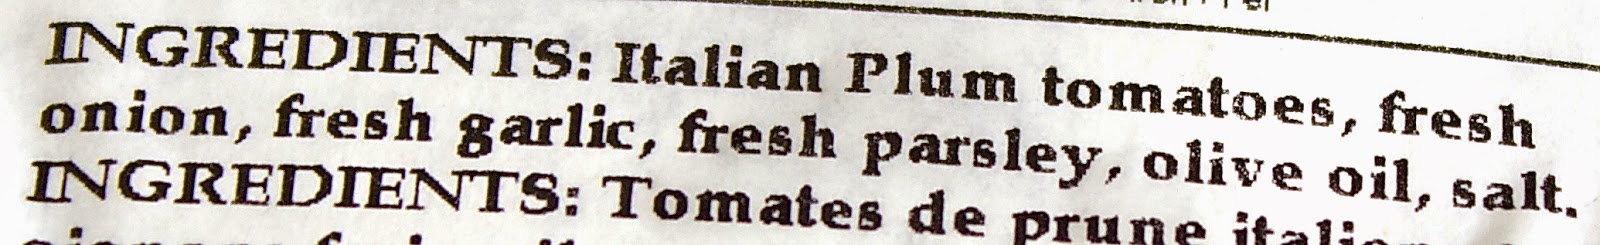 INGREDIENTS: Italian Plum tomatoes, fresh
onion, fresh garlic, fresh parsley, olive oil, salt.
INGREDIENTS: Tomates de prune